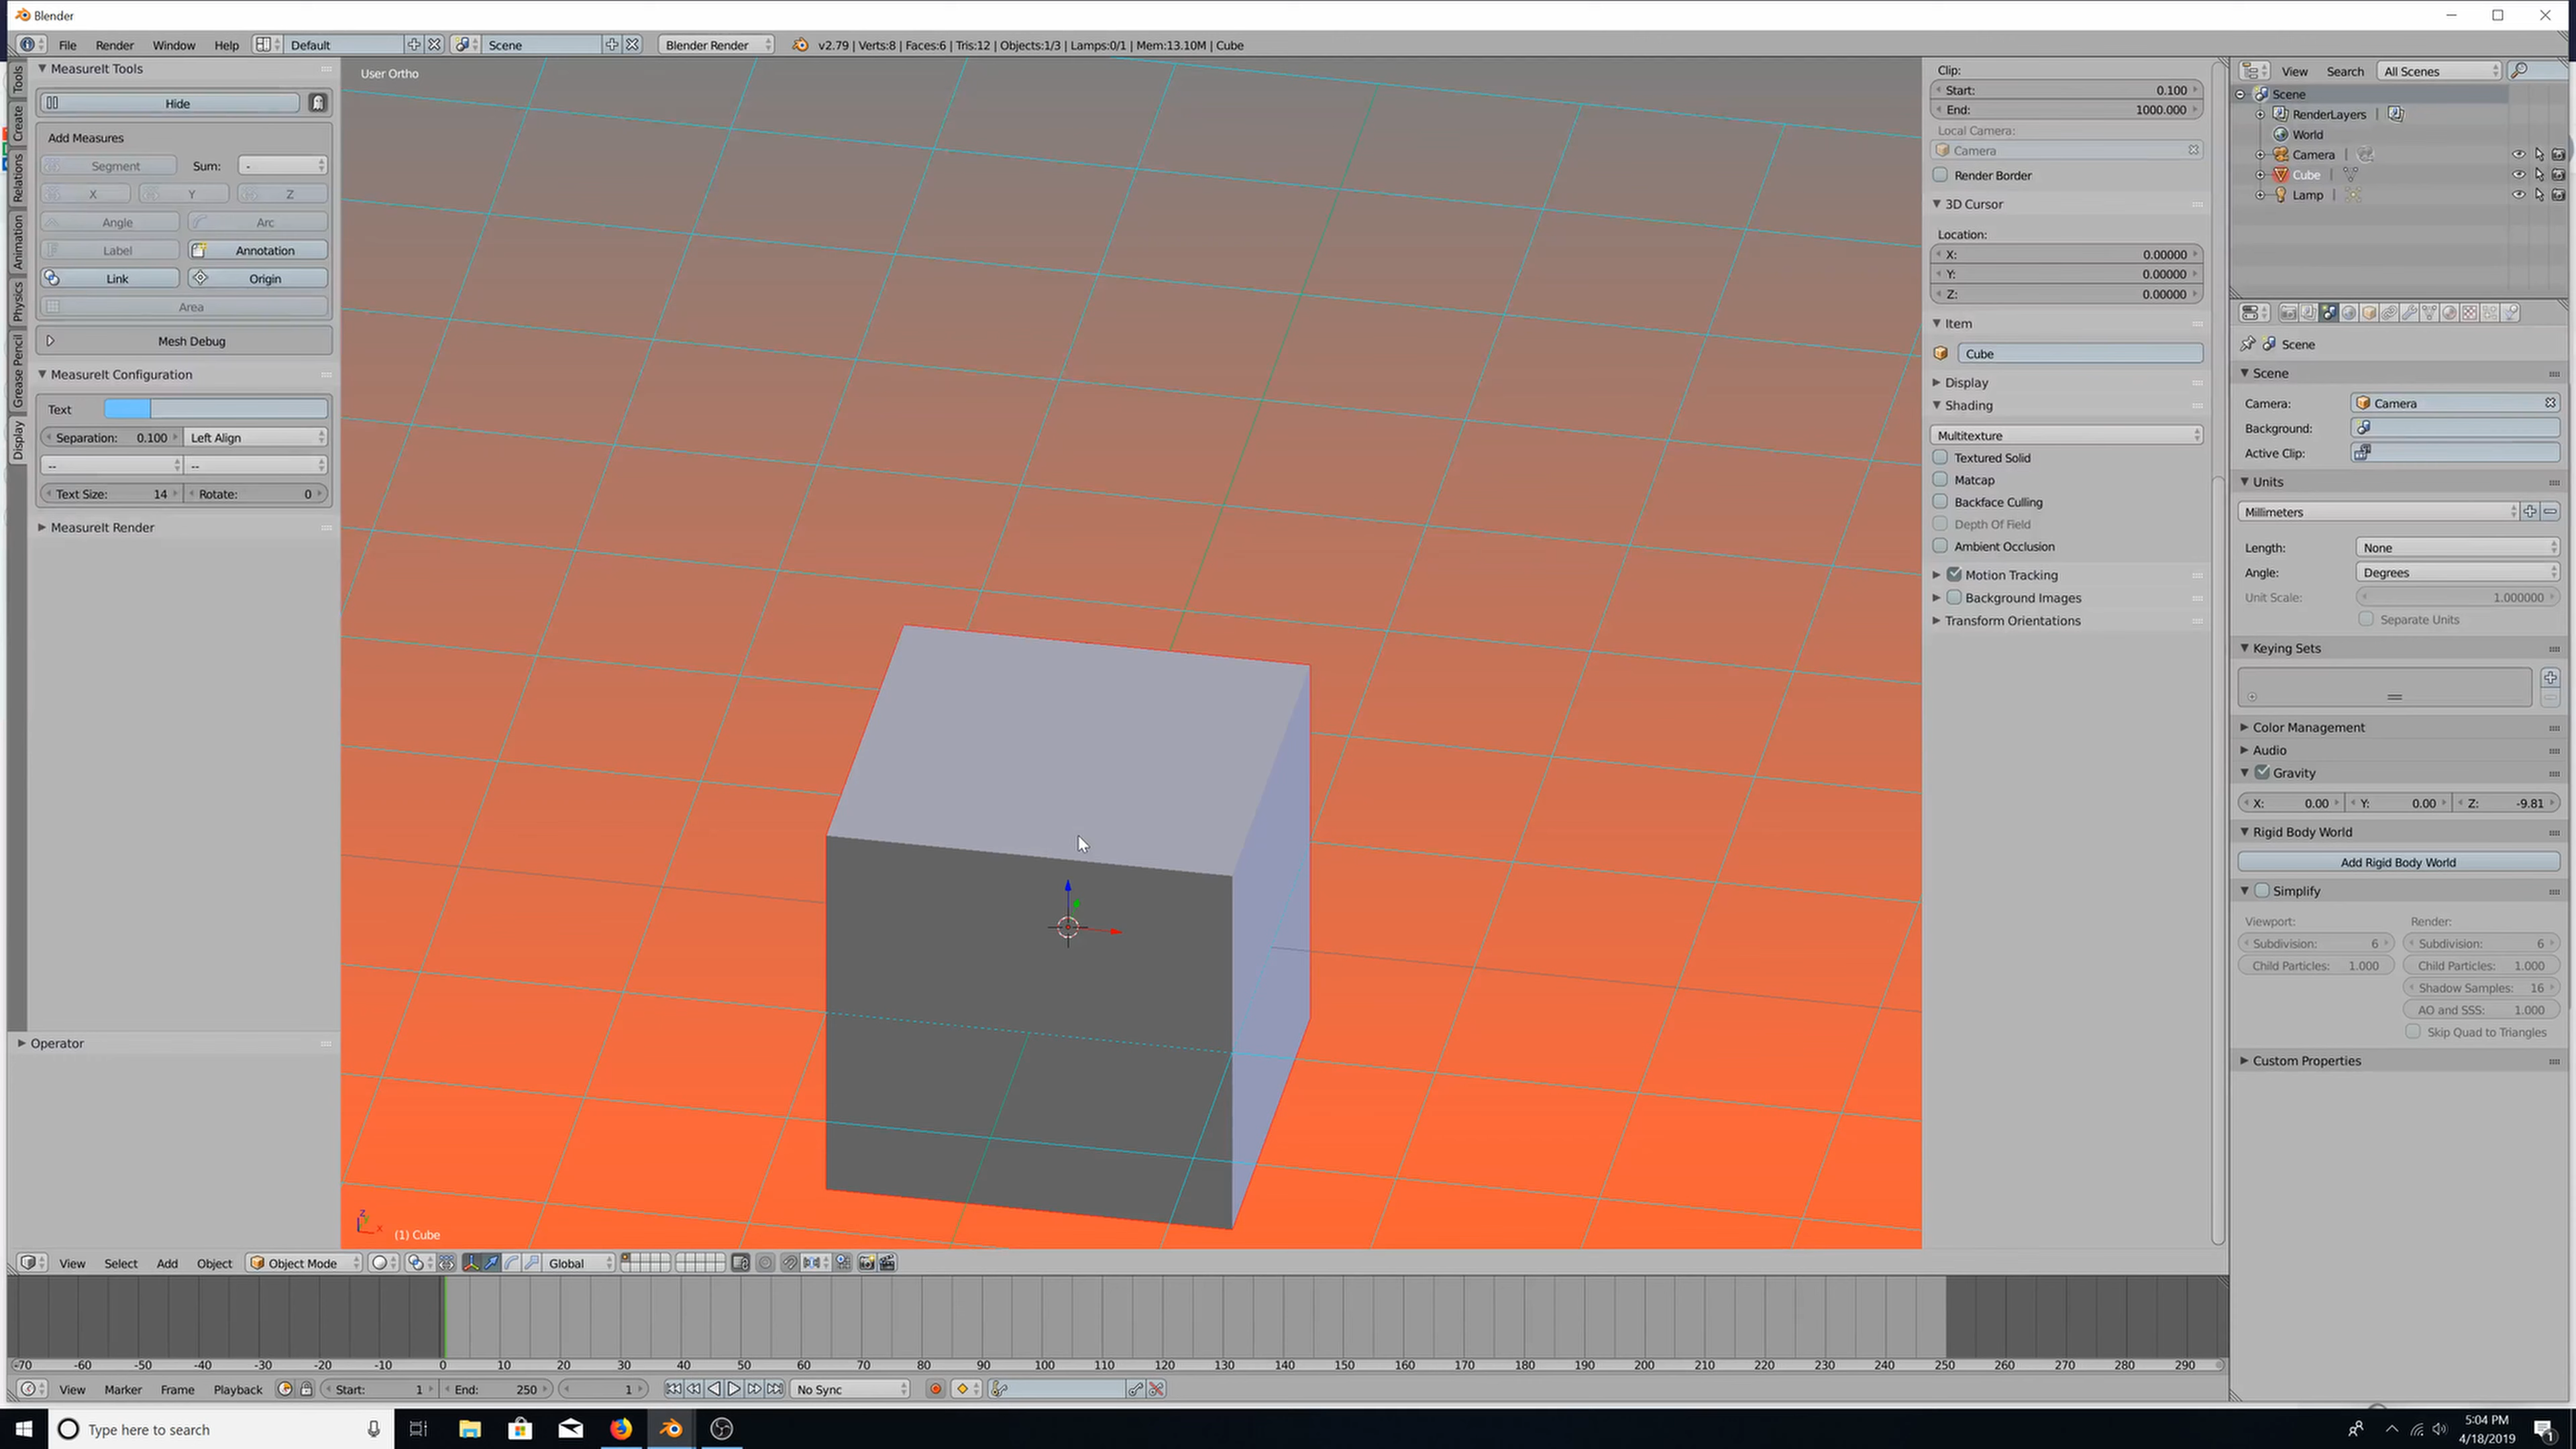 Blender
File Render Window Help Default Scene Blender Render v2.79 | Verts:8 | Faces:6 | Tris:12 | Objects:1/3 | Lamps:0/1 | Mem:13.10M | Cube
Tools
Create
Relations
Animation
Physics
Grease Pencil
Display
MeasureIt Tools
Hide
Add Measures
Segment Sum: -
X Y Z
Angle Arc
Label Annotation
Link Origin
Area
Mesh Debug
MeasureIt Configuration
Text
Separation: 0.100 Left Align
-- --
Text Size: 14 Rotate: 0
MeasureIt Render
Operator
User Ortho
z
x
(1) Cube
Clip:
Start: 0.100
End: 1000.000
Local Camera:
Camera
Render Border
3D Cursor
Location:
X: 0.00000
Y: 0.00000
Z: 0.00000
Item
Cube
Display
Shading
Multitexture
Textured Solid
Matcap
Backface Culling
Depth Of Field
Ambient Occlusion
Motion Tracking
Background Images
Transform Orientations
View Search All Scenes
Scene
RenderLayers |
World
Camera |
Cube |
Lamp |
Scene
Scene
Camera: Camera
Background:
Active Clip:
Units
Millimeters
Length: None
Angle: Degrees
Unit Scale: 1.000000
Separate Units
Keying Sets
Color Management
Audio
Gravity
X: 0.00 Y: 0.00 Z: -9.81
Rigid Body World
Add Rigid Body World
Simplify
Viewport: Render:
Subdivision: 6 Subdivision: 6
Child Particles: 1.000 Child Particles: 1.000
Shadow Samples: 16
AO and SSS: 1.000
Skip Quad to Triangles
Custom Properties
View Select Add Object Object Mode Global
-70 -60 -50 -40 -30 -20 -10 0 10 20 30 40 50 60 70 80 90 100 110 120 130 140 150 160 170 180 190 200 210 220 230 240 250 260 270 280 290
View Marker Frame Playback Start: 1 End: 250 1 No Sync
Type here to search
5:04 PM
4/18/2019
1